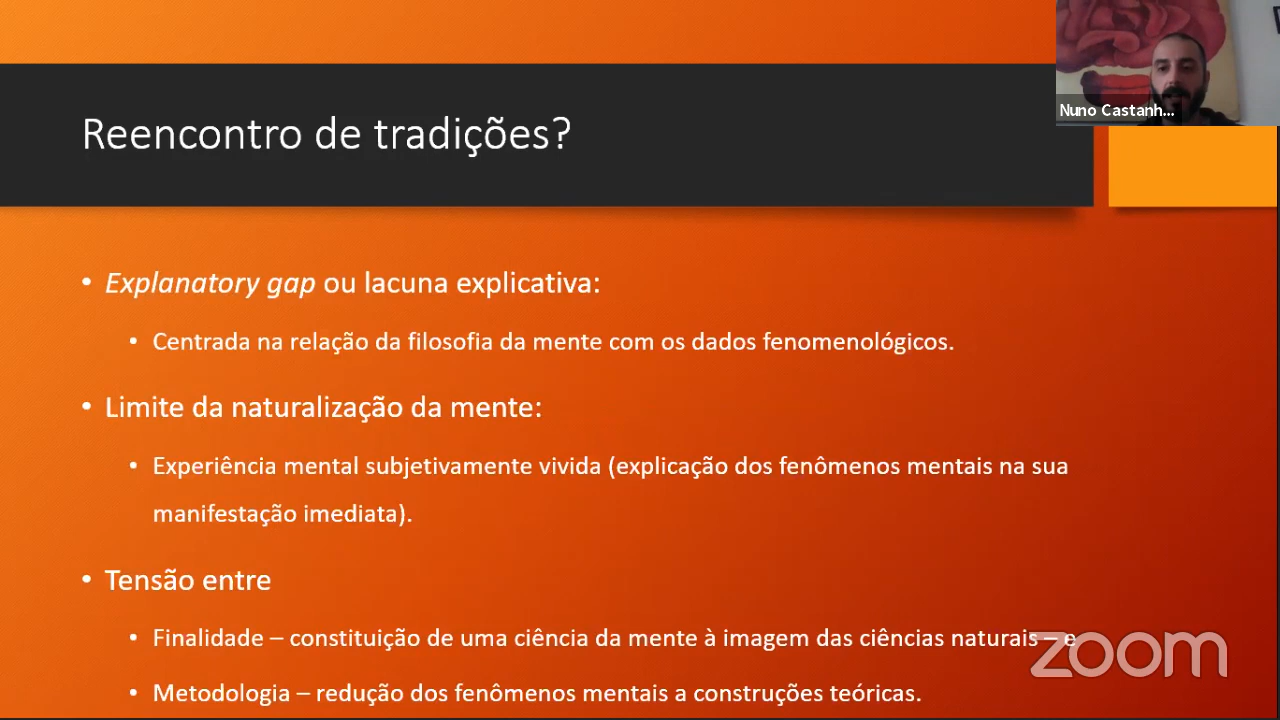 Nuno Castanh...
Reencontro de tradições?
• Explanatory gap ou lacuna explicativa:
• Centrada na relação da filosofia da mente com os dados fenomenológicos.
• Limite da naturalização da mente:
• Experiência mental subjetivamente vivida (explicação dos fenômenos mentais na sua
manifestação imediata).
• Tensão entre
• Finalidade – constituição de uma ciência da mente à imagem das ciências naturais – e
• Metodologia – redução dos fenômenos mentais a construções teóricas.
zoom